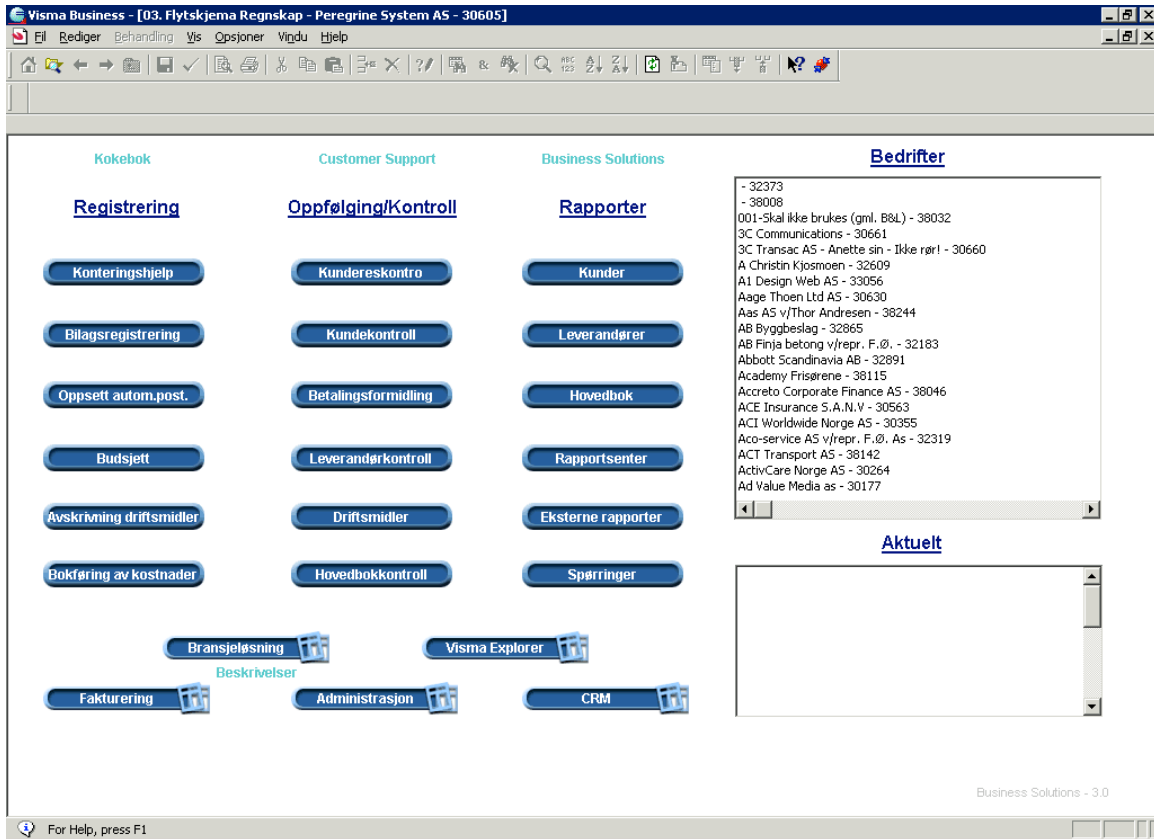 Visma Business - [03. Flytskjema Regnskap - Peregrine System AS - 30605]
Fil Rediger Behandling Vis Opsjoner Vindu Hjelp
Kokebok Customer Support Business Solutions Bedrifter
Registrering Oppfølging/Kontroll Rapporter
Konteringshjelp Kundereskontro Kunder
Bilagsregistrering Kundekontroll Leverandører
Oppsett autom.post. Betalingsformidling Hovedbok
Budsjett Leverandørkontroll Rapportsenter
Avskrivning driftsmidler Driftsmidler Eksterne rapporter
Bokføring av kostnader Hovedbokkontroll Spørringer
Bransjeløsning Visma Explorer
Beskrivelser
Fakturering Administrasjon CRM
- 32373
- 38008
001-Skal ikke brukes (gml. B&L) - 38032
3C Communications - 30661
3C Transac AS - Anette sin - Ikke rør! - 30660
A Christin Kjosmoen - 32609
A1 Design Web AS - 33056
Aage Thoen Ltd AS - 30630
Aas AS v/Thor Andresen - 38244
AB Byggbeslag - 32865
AB Finja betong v/repr. F.Ø. - 32183
Abbott Scandinavia AB - 32891
Academy Frisørene - 38115
Accreto Corporate Finance AS - 38046
ACE Insurance S.A.N.V - 30563
ACI Worldwide Norge AS - 30355
Aco-service AS v/repr. F.Ø. As - 32319
ACT Transport AS - 38142
ActivCare Norge AS - 30264
Ad Value Media as - 30177
Aktuelt
Business Solutions - 3.0
For Help, press F1